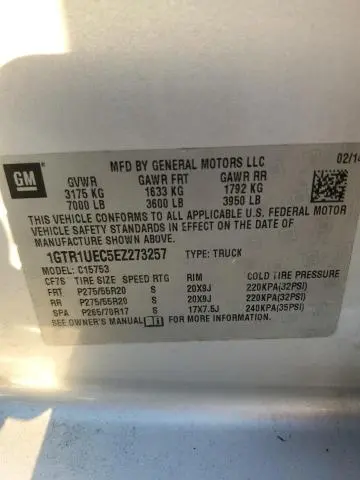 GM
MFD BY GENERAL MOTORS LLC 02/14
GVWR GAWR FRT GAWR RR
3175 KG 1633 KG 1792 KG
7000 LB 3600 LB 3950 LB
THIS VEHICLE CONFORMS TO ALL APPLICABLE U.S. FEDERAL MOTOR
VEHICLE SAFETY STANDARDS IN EFFECT ON THE DATE OF
MANUFACTURE SHOWN ABOVE.
1GTR1UEC5EZ273257 TYPE: TRUCK
MODEL: C15753
CF7S TIRE SIZE SPEED RTG RIM COLD TIRE PRESSURE
FRT P275/55R20 S 20X9J 220KPA(32PSI)
RR P275/55R20 S 20X9J 220KPA(32PSI)
SPA P265/70R17 S 17X7.5J 240KPA(35PSI)
SEE OWNER'S MANUAL FOR MORE INFORMATION.